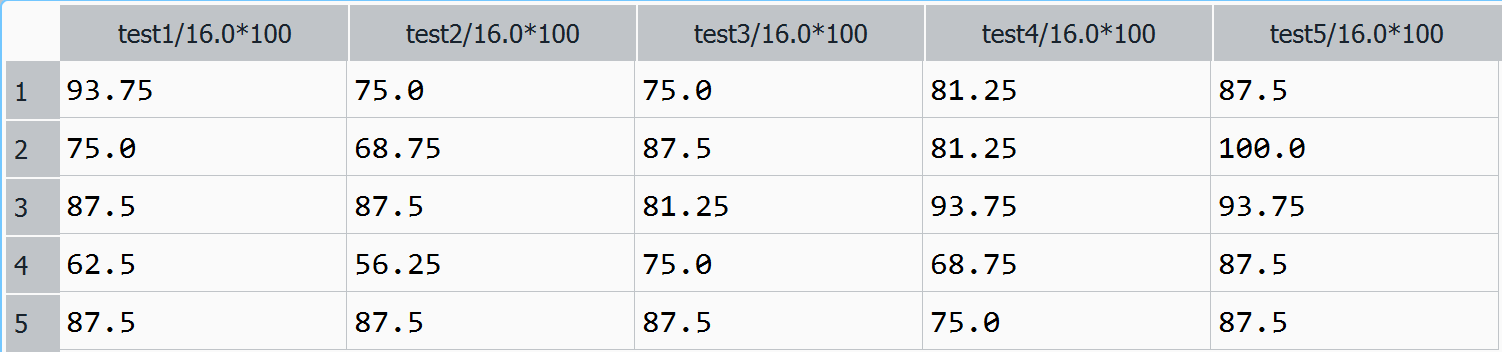 test1/16.0*100 test2/16.0*100 test3/16.0*100 test4/16.0*100 test5/16.0*100
1 93.75 75.0 75.0 81.25 87.5
2 75.0 68.75 87.5 81.25 100.0
3 87.5 87.5 81.25 93.75 93.75
4 62.5 56.25 75.0 68.75 87.5
5 87.5 87.5 87.5 75.0 87.5